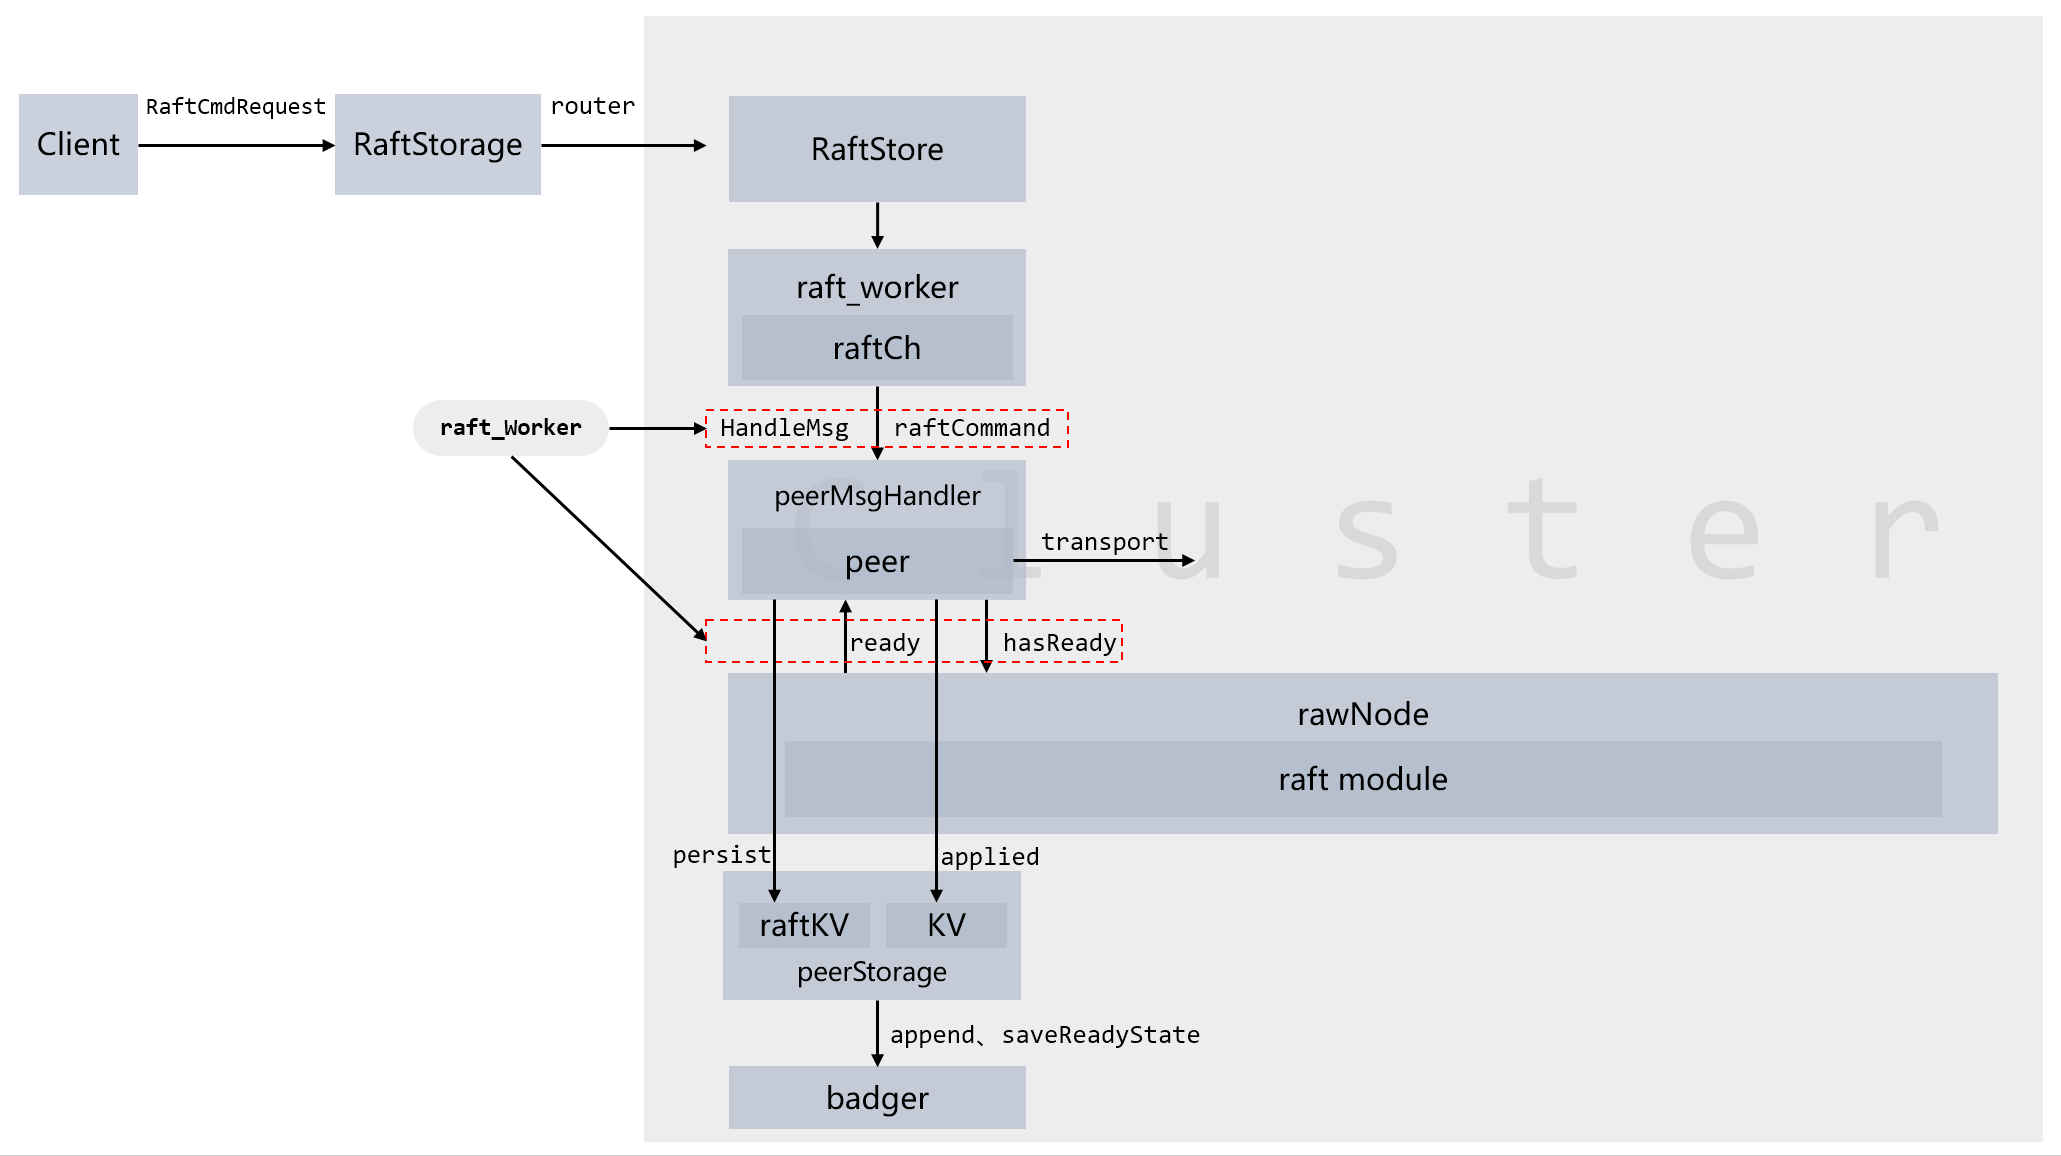 Client
RaftCmdRequest
RaftStorage
router
RaftStore
raft_worker
raftCh
raft_Worker
HandleMsg
raftCommand
peerMsgHandler
Cluster
peer
transport
ready
hasReady
rawNode
raft module
persist
applied
raftKV
KV
peerStorage
append、saveReadyState
badger